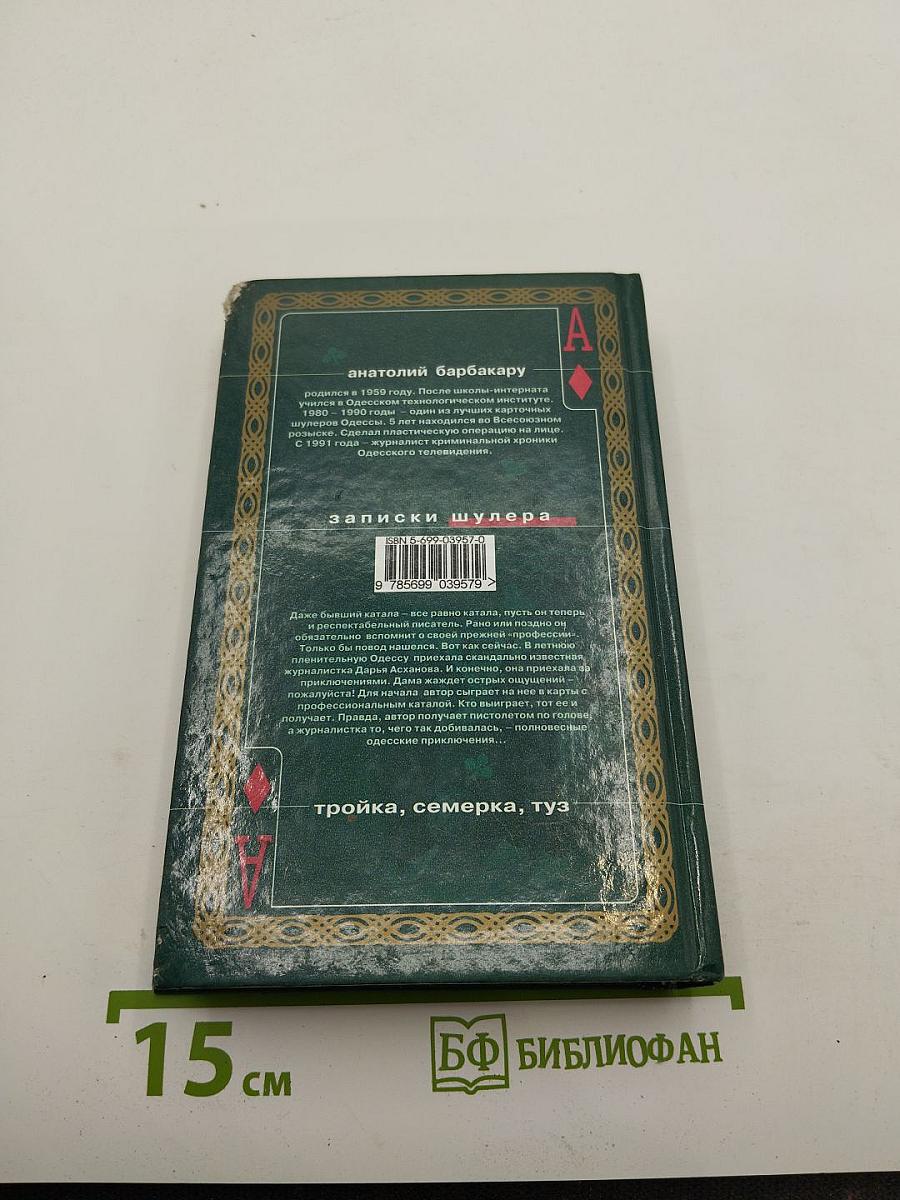 A
анатолий барбакару
родился в 1959 году. После школы-интерната
учился в Одесском технологическом институте.
1980 – 1990 годы – один из лучших карточных
шулеров Одессы. 5 лет находился во Всесоюзном
розыске. Сделал пластическую операцию на лице.
С 1991 года – журналист криминальной хроники
Одесского телевидения.
записки шулера
ISBN 5-699-03957-0
9 785699 039579 >
Даже бывший катала – все равно катала, пусть он теперь
и респектабельный писатель. Рано или поздно он
обязательно вспомнит о своей прежней «профессии».
Только бы повод нашелся. Вот как сейчас. В летнюю
пленительную Одессу приехала скандально известная
журналистка Дарья Асханова. И конечно, она приехала за
приключениями. Дама жаждет острых ощущений –
пожалуйста! Для начала автор сыграет на нее в карты с
профессиональным каталой. Кто выиграет, тот ее и
получает. Правда, автор получает пистолетом по голове,
а журналистка то, чего так добивалась, – полновесные
одесские приключения...
тройка, семерка, туз
A
15 см
БФ БИБЛИОФАН